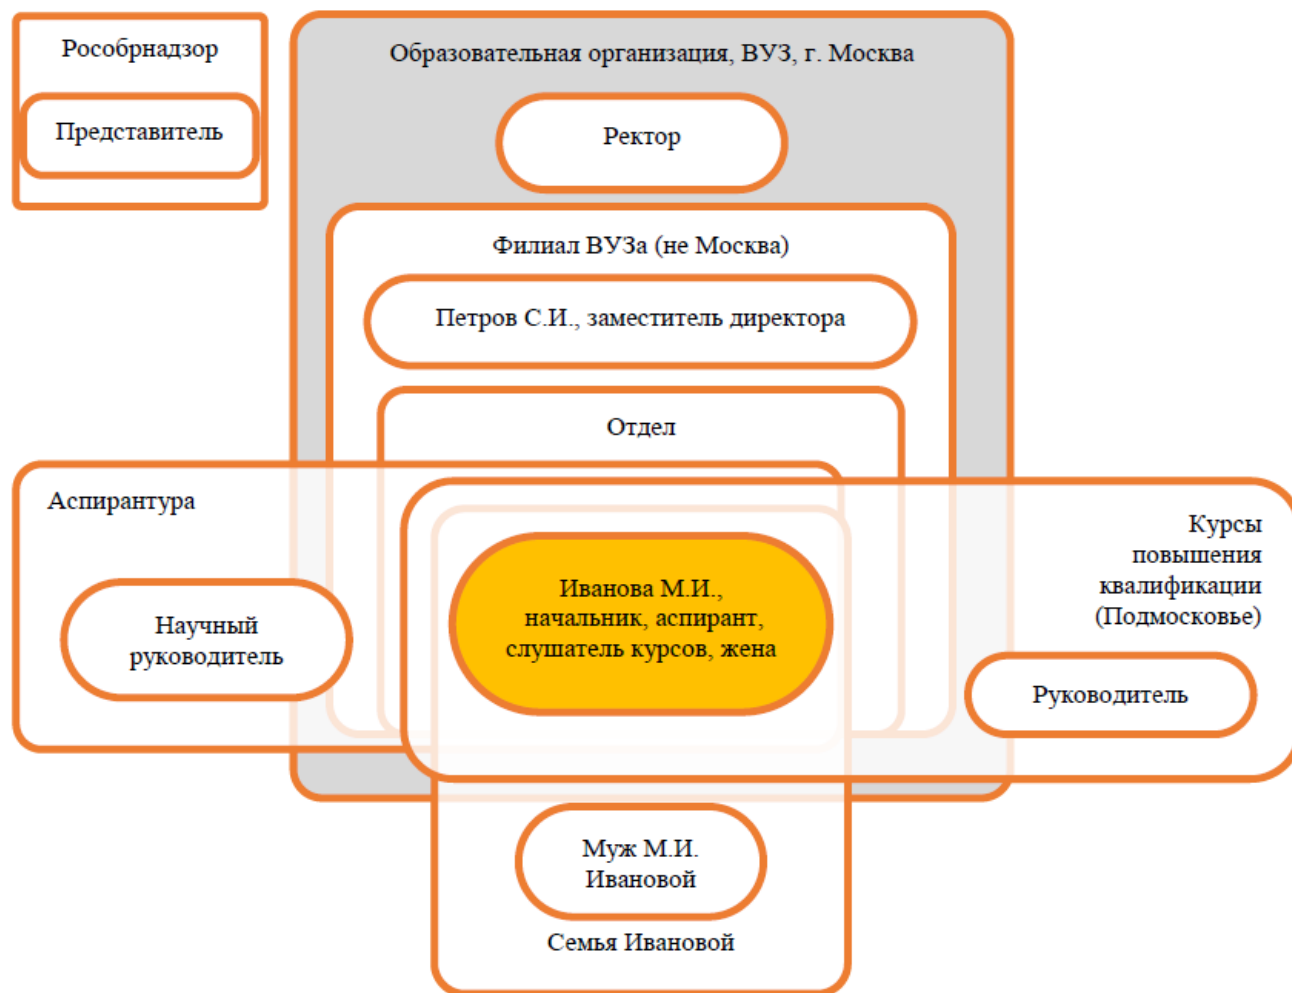 Рособрнадзор
Представитель
Образовательная организация, ВУЗ, г. Москва
Ректор
Филиал ВУЗа (не Москва)
Петров С.И., заместитель директора
Отдел
Аспирантура
Научный
руководитель
Иванова М.И.,
начальник, аспирант,
слушатель курсов, жена
Курсы
повышения
квалификации
(Подмосковье)
Руководитель
Муж М.И.
Ивановой
Семья Ивановой